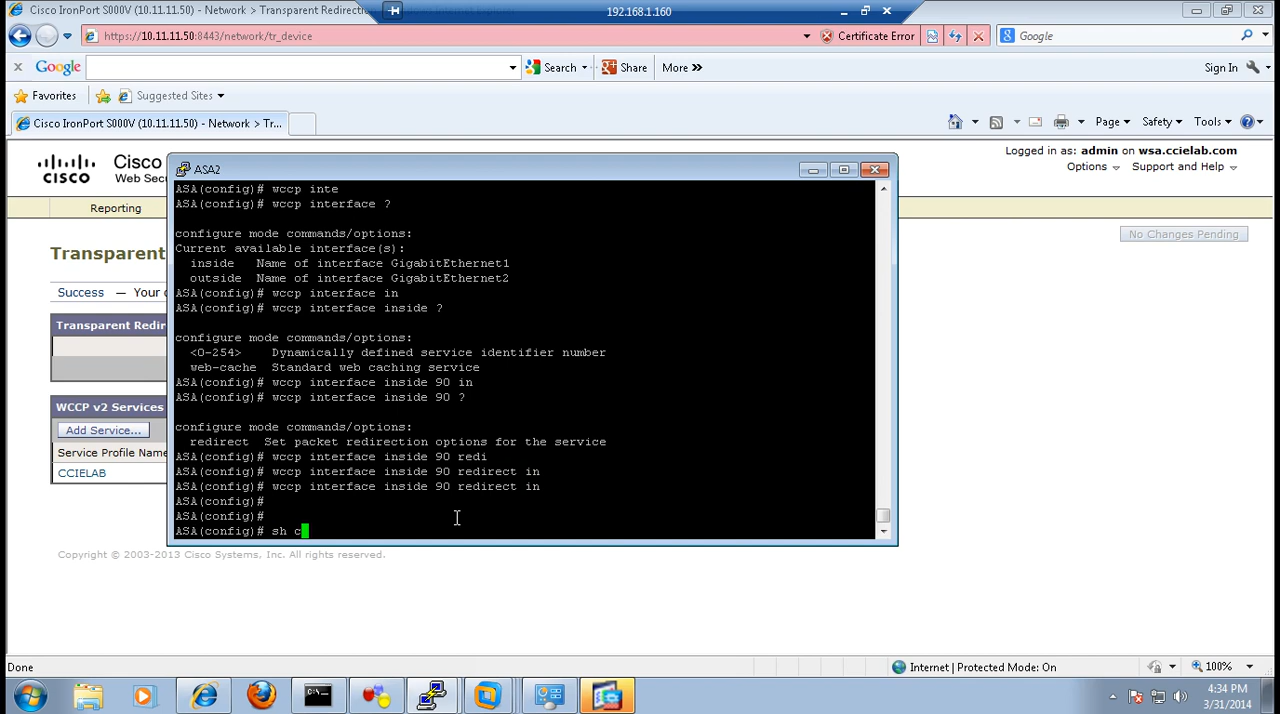 Cisco IronPort S000V (10.11.11.50) - Network > Transparent Redirection
192.168.1.160
https://10.11.11.50:8443/network/tr_device
Certificate Error
Google
Google
Search
Share
More »
Sign In
Favorites
Suggested Sites
Cisco IronPort S000V (10.11.11.50) - Network > Tr...
Page
Safety
Tools
CISCO
Cisco
Web Sec
Logged in as: admin on wsa.ccielab.com
Options
Support and Help
Reporting
Transparent
No Changes Pending
Success — Your
Transparent Redir
WCCP v2 Services
Add Service...
Service Profile Name
CCIELAB
ASA2
ASA(config)# wccp inte
ASA(config)# wccp interface ?
configure mode commands/options:
Current available interface(s):
inside Name of interface GigabitEthernet1
outside Name of interface GigabitEthernet2
ASA(config)# wccp interface in
ASA(config)# wccp interface inside ?
configure mode commands/options:
<0-254> Dynamically defined service identifier number
web-cache Standard web caching service
ASA(config)# wccp interface inside 90 in
ASA(config)# wccp interface inside 90 ?
configure mode commands/options:
redirect Set packet redirection options for the service
ASA(config)# wccp interface inside 90 redi
ASA(config)# wccp interface inside 90 redirect in
ASA(config)# wccp interface inside 90 redirect in
ASA(config)#
ASA(config)#
ASA(config)# sh c
Copyright © 2003-2013 Cisco Systems, Inc. All rights reserved.
Done
Internet | Protected Mode: On
100%
4:34 PM
3/31/2014